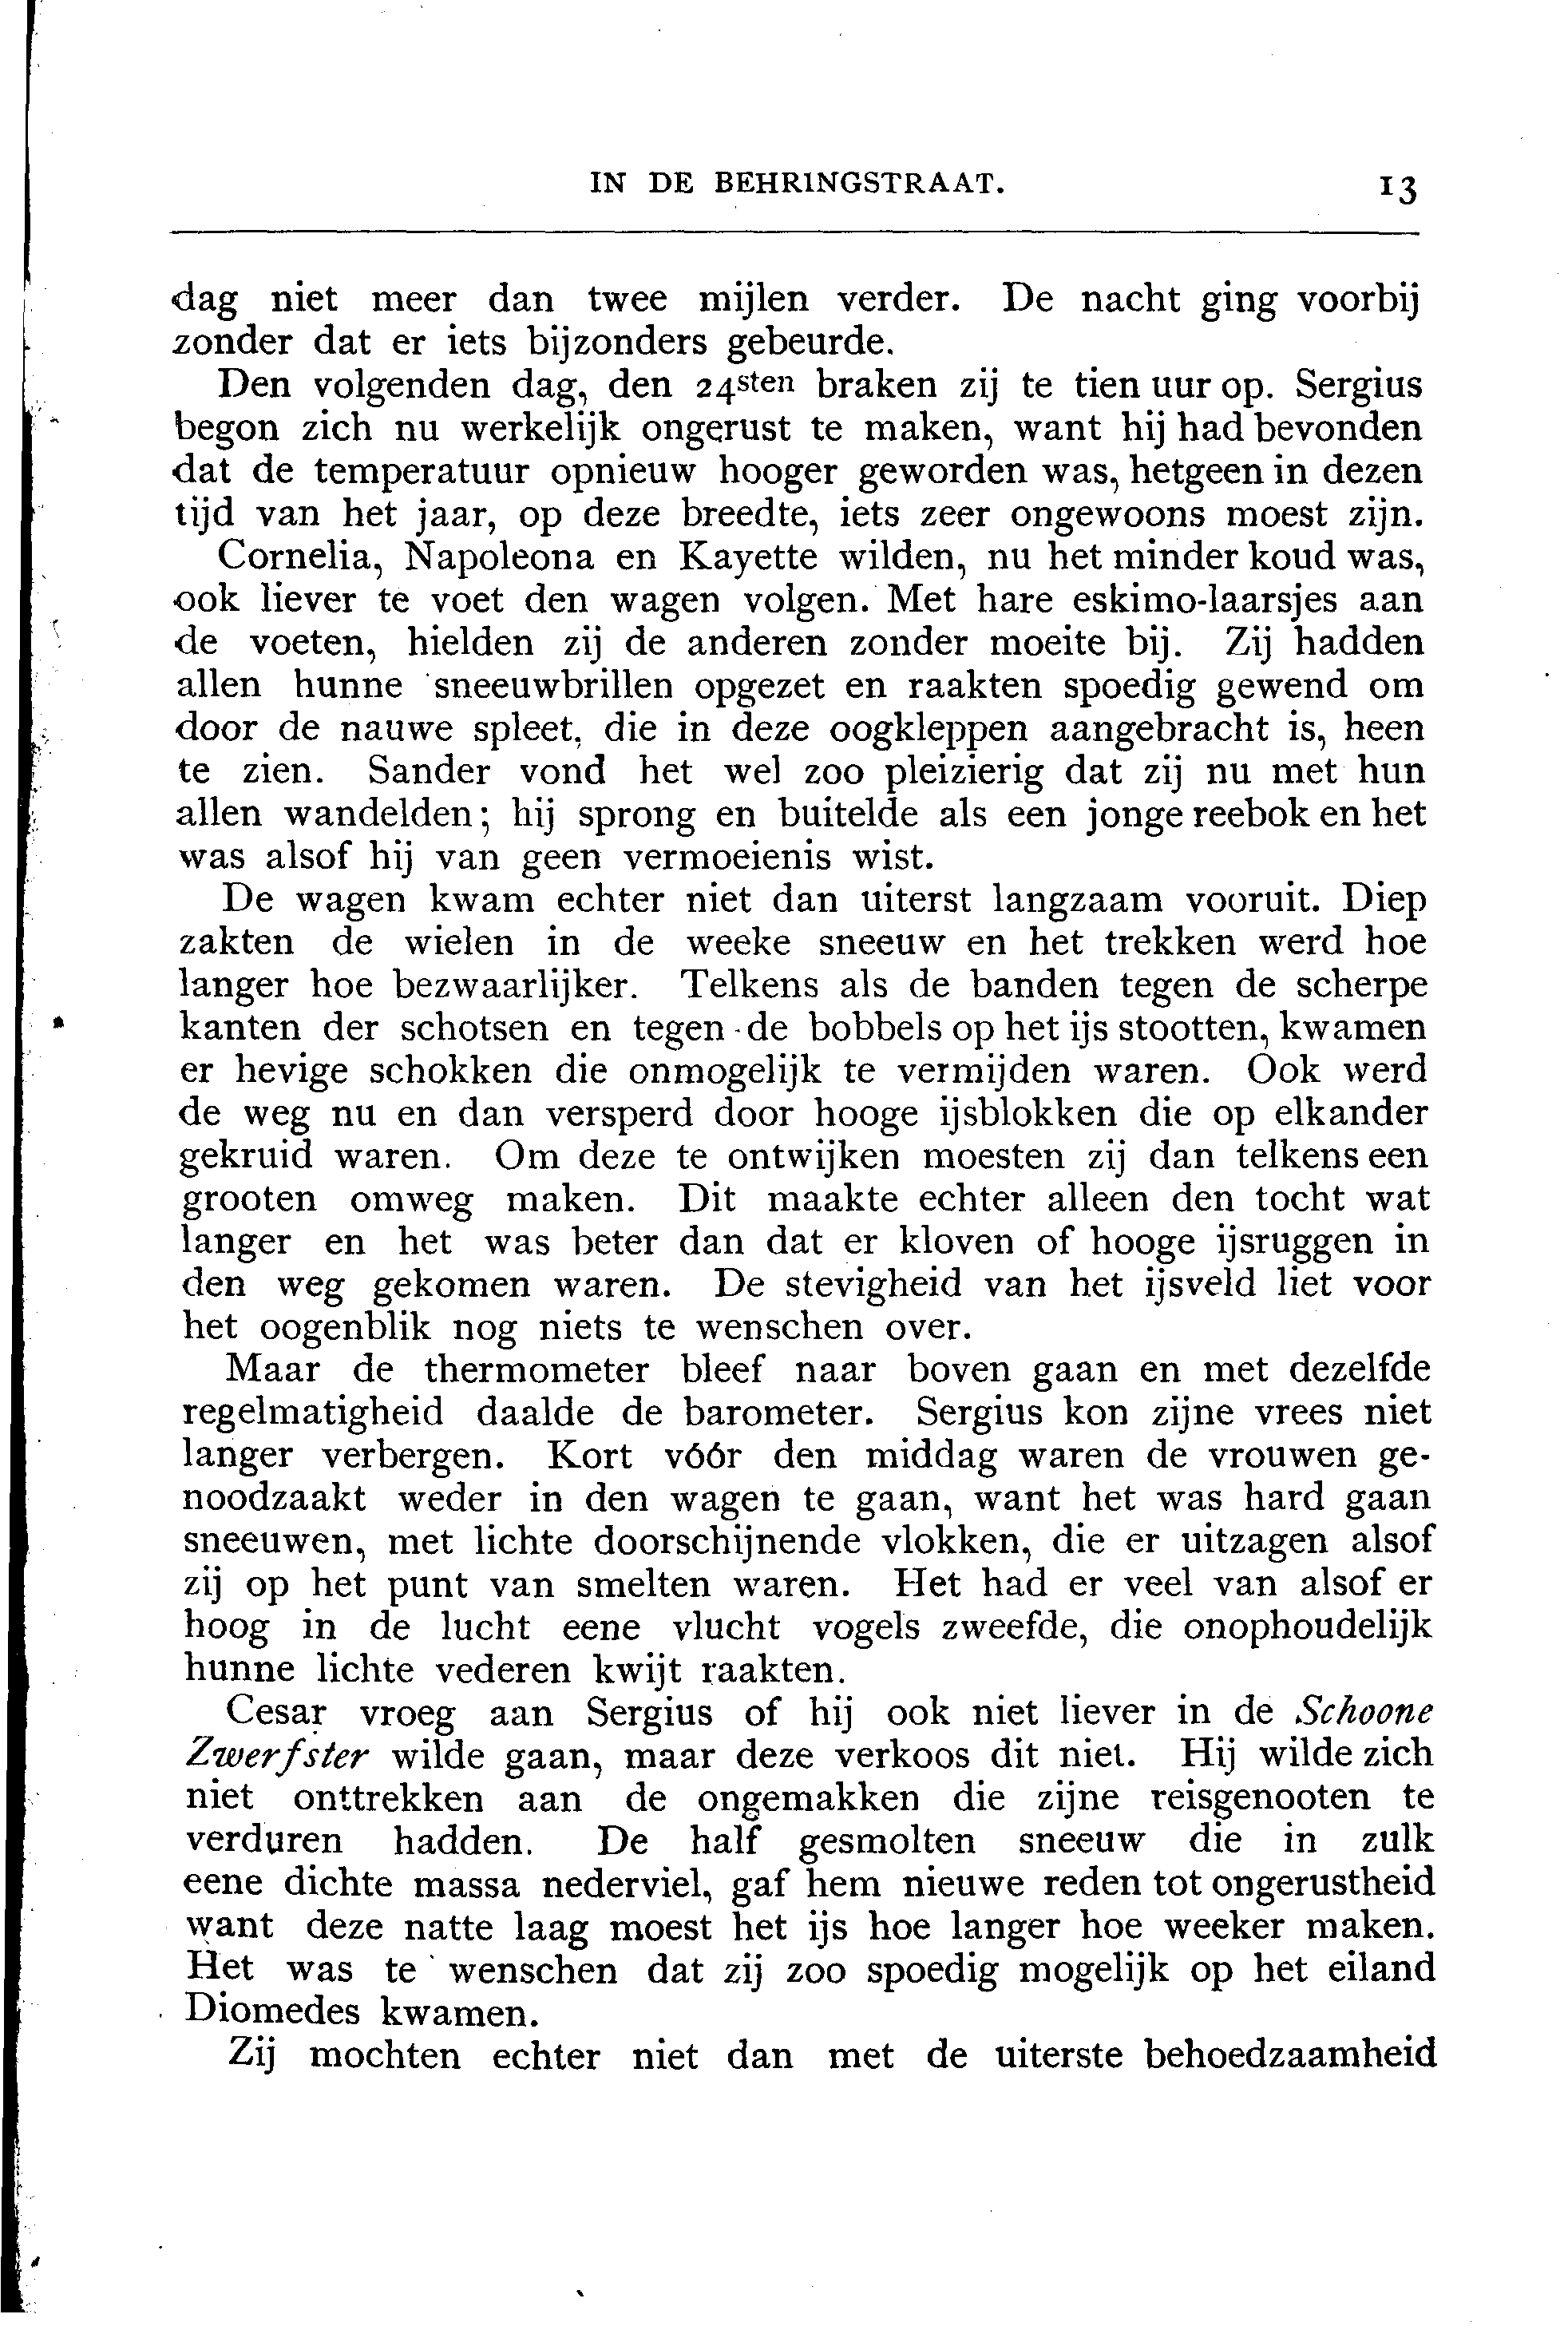 IN DE BEHRINGSTRAAT. 13
dag niet meer dan twee mijlen verder. De nacht ging voorbij
zonder dat er iets bijzonders gebeurde.
Den volgenden dag, den 24sten braken zij te tien uur op. Sergius
begon zich nu werkelijk ongerust te maken, want hij had bevonden
dat de temperatuur opnieuw hooger geworden was, hetgeen in dezen
tijd van het jaar, op deze breedte, iets zeer ongewoons moest zijn.
Cornelia, Napoleona en Kayette wilden, nu het minder koud was,
ook liever te voet den wagen volgen. Met hare eskimo-laarsjes aan
de voeten, hielden zij de anderen zonder moeite bij. Zij hadden
allen hunne sneeuwbrillen opgezet en raakten spoedig gewend om
door de nauwe spleet, die in deze oogkleppen aangebracht is, heen
te zien. Sander vond het wel zoo pleizierig dat zij nu met hun
allen wandelden; hij sprong en buitelde als een jonge reebok en het
was alsof hij van geen vermoeienis wist.
De wagen kwam echter niet dan uiterst langzaam vooruit. Diep
zakten de wielen in de weeke sneeuw en het trekken werd hoe
langer hoe bezwaarlijker. Telkens als de banden tegen de scherpe
kanten der schotsen en tegen de bobbels op het ijs stootten, kwamen
er hevige schokken die onmogelijk te vermijden waren. Ook werd
de weg nu en dan versperd door hooge ijsblokken die op elkander
gekruid waren. Om deze te ontwijken moesten zij dan telkens een
grooten omweg maken. Dit maakte echter alleen den tocht wat
langer en het was beter dan dat er kloven of hooge ijsruggen in
den weg gekomen waren. De stevigheid van het ijsveld liet voor
het oogenblik nog niets te wenschen over.
Maar de thermometer bleef naar boven gaan en met dezelfde
regelmatigheid daalde de barometer. Sergius kon zijne vrees niet
langer verbergen. Kort vóór den middag waren de vrouwen ge-
noodzaakt weder in den wagen te gaan, want het was hard gaan
sneeuwen, met lichte doorschijnende vlokken, die er uitzagen alsof
zij op het punt van smelten waren. Het had er veel van alsof er
hoog in de lucht eene vlucht vogels zweefde, die onophoudelijk
hunne lichte vederen kwijt raakten.
Cesar vroeg aan Sergius of hij ook niet liever in de Schoone
Zwerfster wilde gaan, maar deze verkoos dit niet. Hij wilde zich
niet onttrekken aan de ongemakken die zijne reisgenooten te
verduren hadden. De half gesmolten sneeuw die in zulk
eene dichte massa nederviel, gaf hem nieuwe reden tot ongerustheid
want deze natte laag moest het ijs hoe langer hoe weeker maken.
Het was te wenschen dat zij zoo spoedig mogelijk op het eiland
Diomedes kwamen.
Zij mochten echter niet dan met de uiterste behoedzaamheid